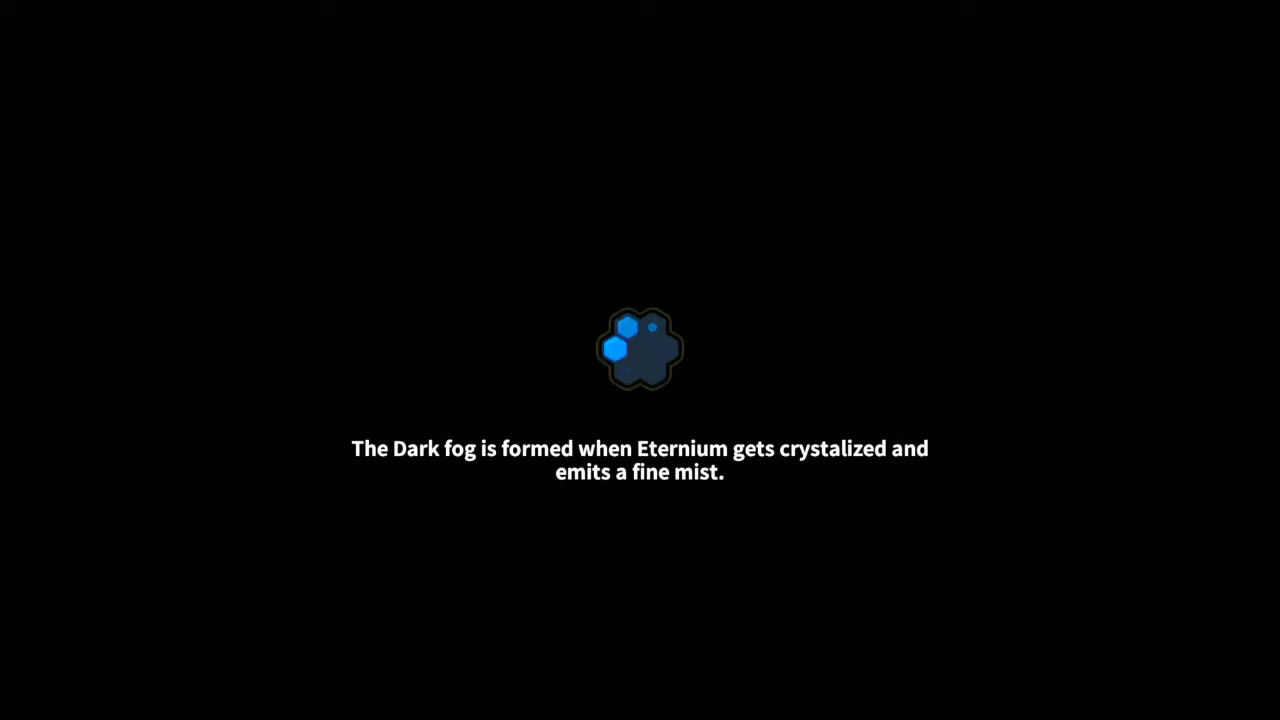 The Dark fog is formed when Eternium gets crystalized and
emits a fine mist.